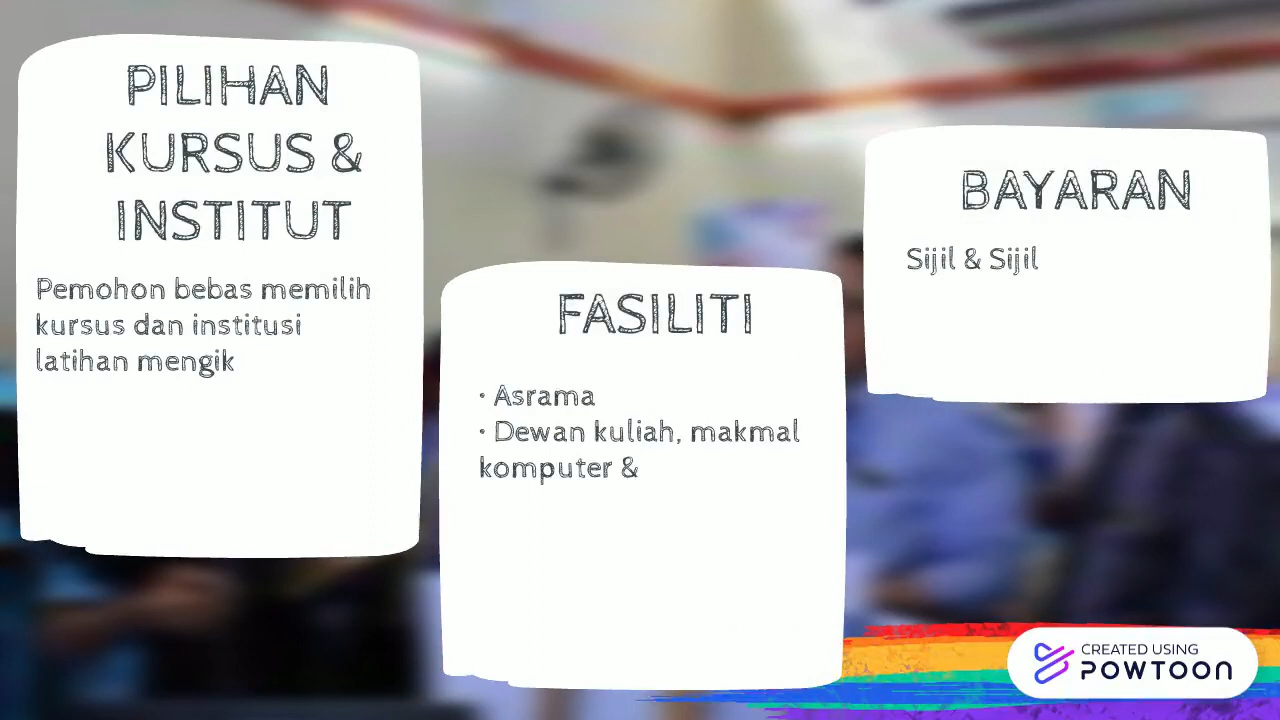 PILIHAN
KURSUS &
INSTITUT
Pemohon bebas memilih
kursus dan institusi
latihan mengik
FASILITI
• Asrama
• Dewan kuliah, makmal
komputer &
BAYARAN
Sijil & Sijil
CREATED USING
POWTOON